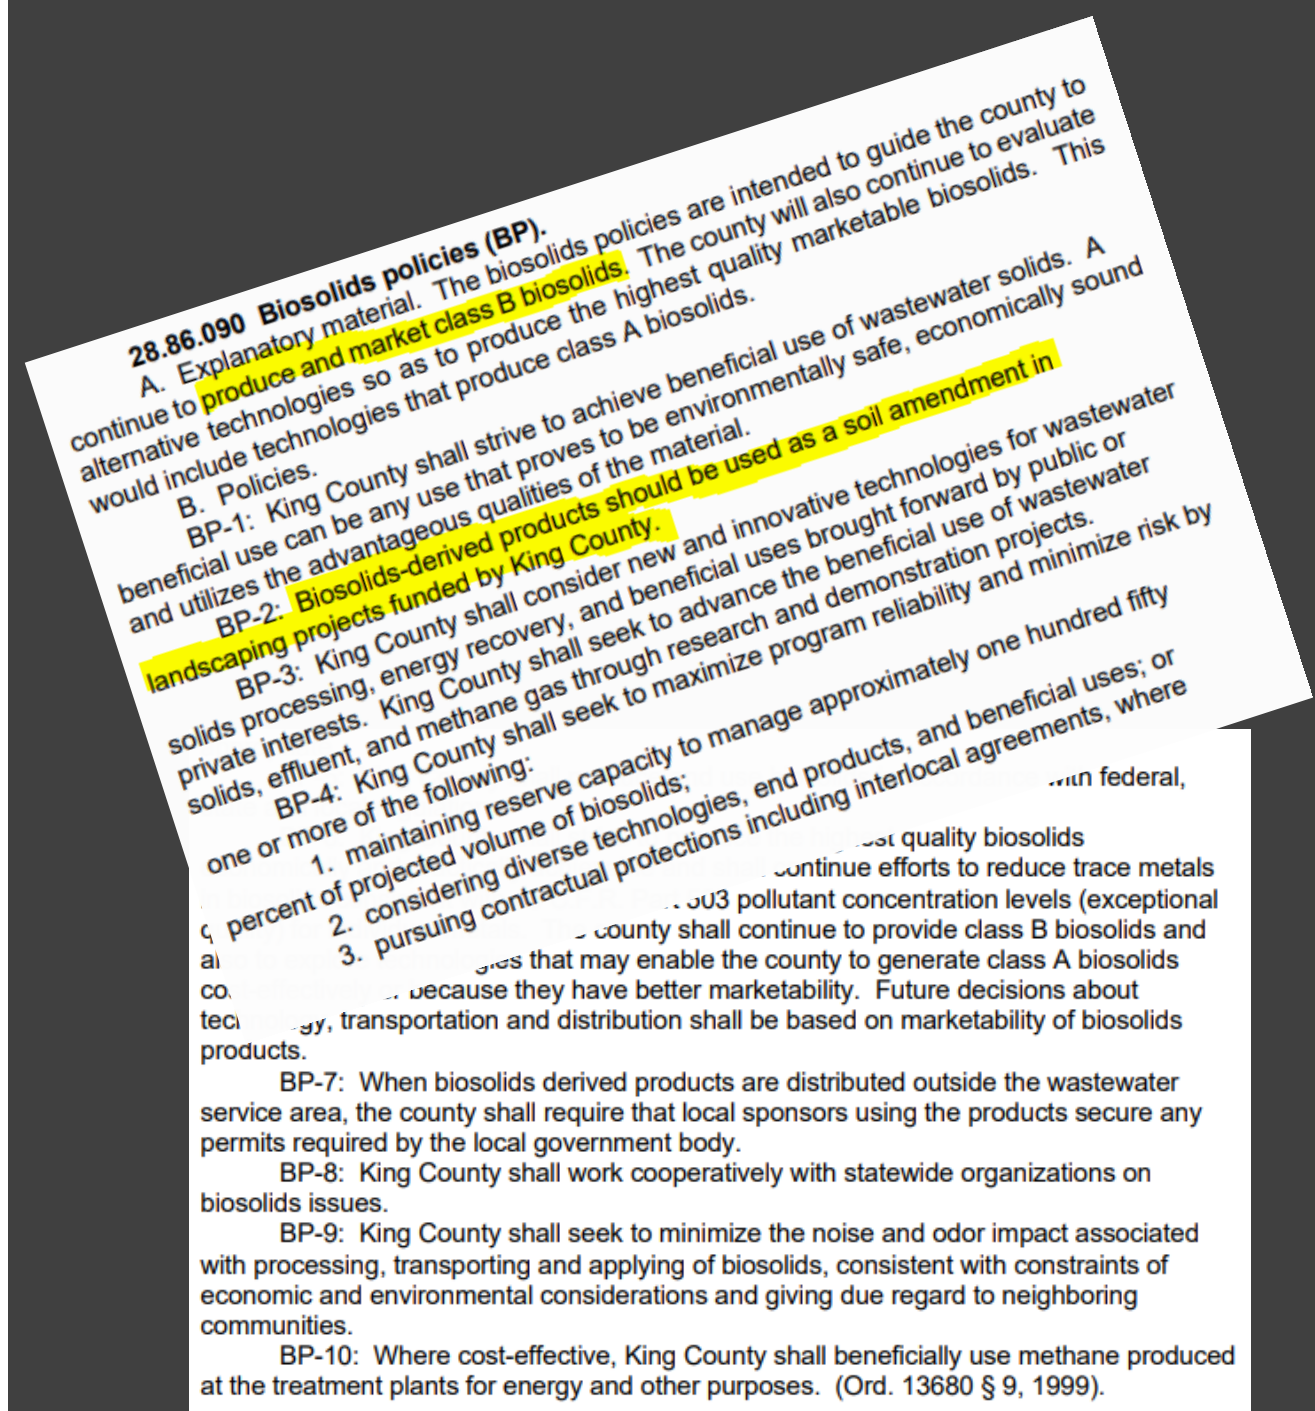 28.86.090 Biosolids policies (BP).
A. Explanatory material. The biosolids policies are intended to guide the county to
continue to produce and market class B biosolids. The county will also continue to evaluate
alternative technologies so as to produce the highest quality marketable biosolids. This
would include technologies that produce class A biosolids.
B. Policies.
BP-1: King County shall strive to achieve beneficial use of wastewater solids. A
beneficial use can be any use that proves to be environmentally safe, economically sound
and utilizes the advantageous qualities of the material.
BP-2: Biosolids-derived products should be used as a soil amendment in
landscaping projects funded by King County.
BP-3: King County shall consider new and innovative technologies for wastewater
solids processing, energy recovery, and beneficial uses brought forward by public or
private interests. King County shall seek to advance the beneficial use of wastewater
solids, effluent, and methane gas through research and demonstration projects.
BP-4: King County shall seek to maximize program reliability and minimize risk by
one or more of the following:
1. maintaining reserve capacity to manage approximately one hundred fifty
percent of projected volume of biosolids;
2. considering diverse technologies, end products, and beneficial uses; or
3. pursuing contractual protections including interlocal agreements, where
with federal,
quality biosolids
continue efforts to reduce trace metals
503 pollutant concentration levels (exceptional
county shall continue to provide class B biosolids and
that may enable the county to generate class A biosolids
because they have better marketability. Future decisions about
transportation and distribution shall be based on marketability of biosolids
products.
BP-7: When biosolids derived products are distributed outside the wastewater
service area, the county shall require that local sponsors using the products secure any
permits required by the local government body.
BP-8: King County shall work cooperatively with statewide organizations on
biosolids issues.
BP-9: King County shall seek to minimize the noise and odor impact associated
with processing, transporting and applying of biosolids, consistent with constraints of
economic and environmental considerations and giving due regard to neighboring
communities.
BP-10: Where cost-effective, King County shall beneficially use methane produced
at the treatment plants for energy and other purposes. (Ord. 13680 § 9, 1999).